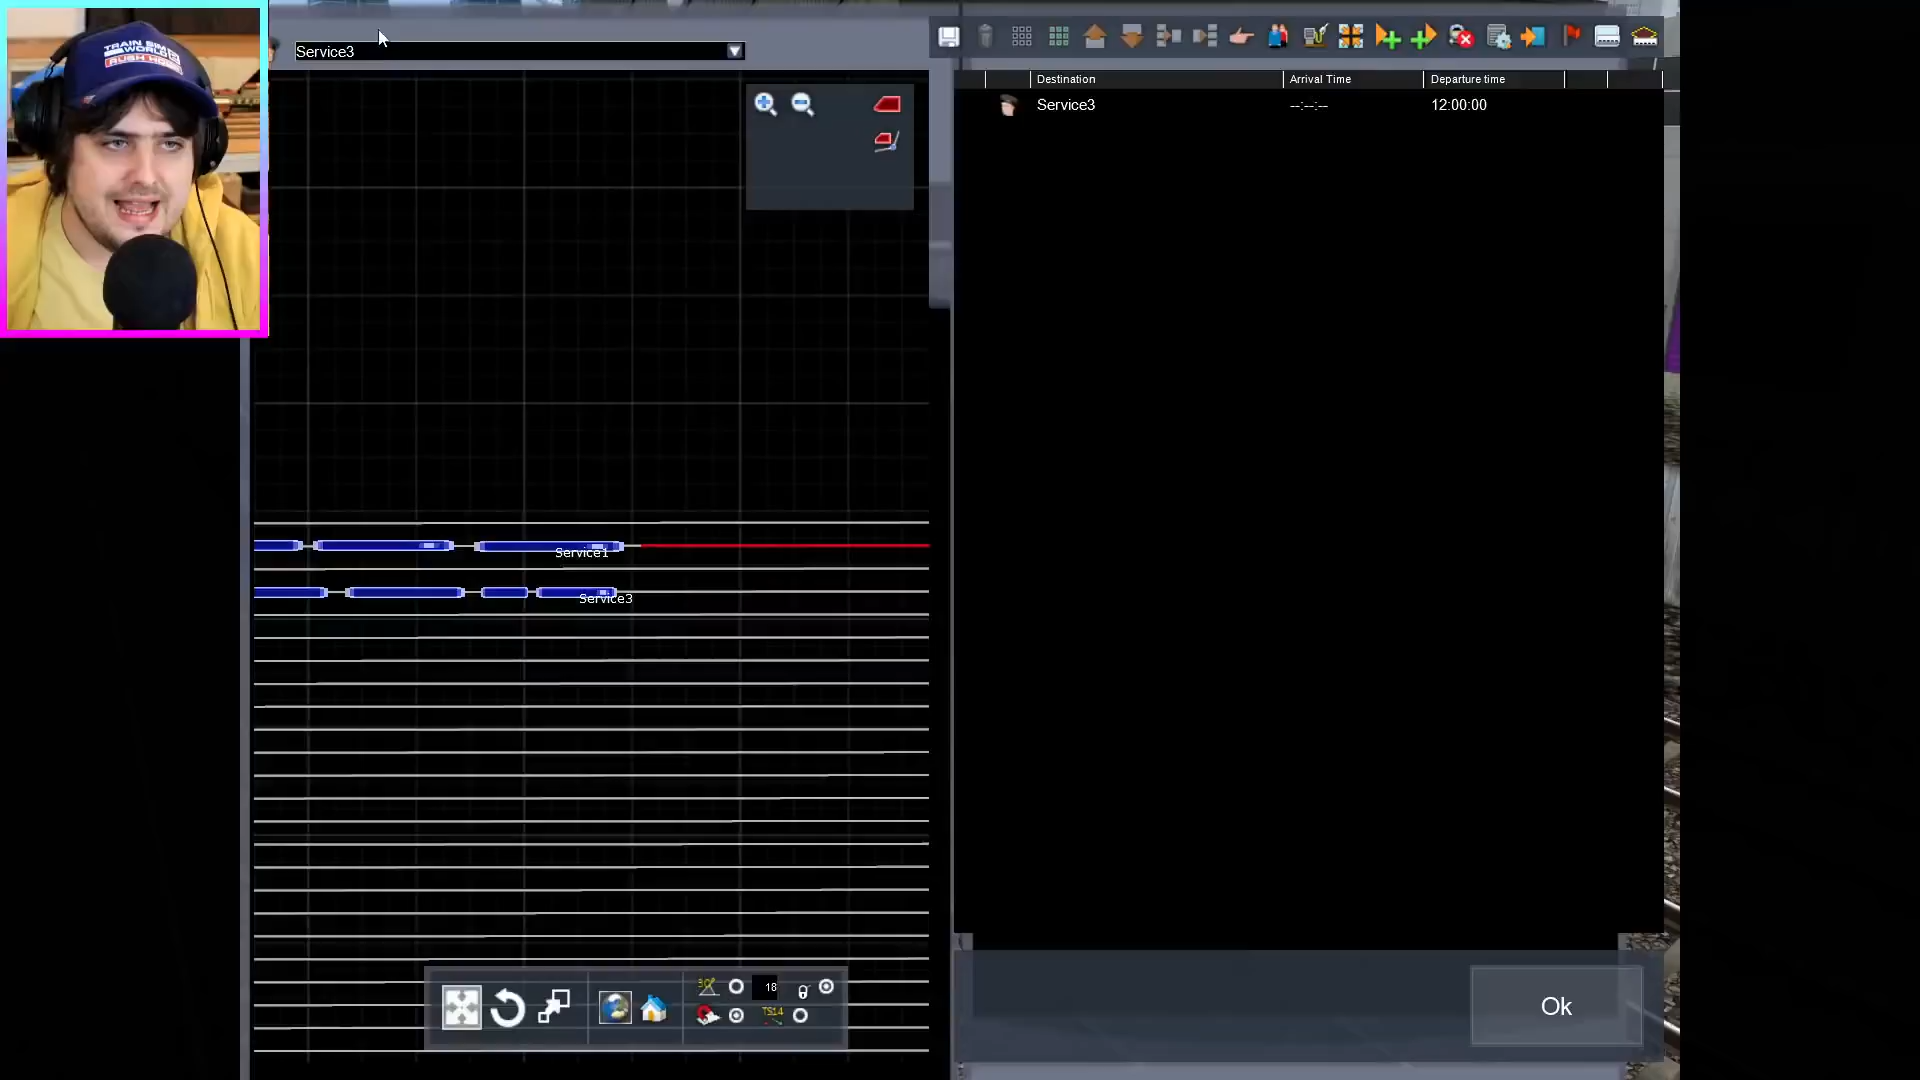 TRAIN SIM
WORLD
RUSH HOUR
Service3
Destination
Arrival Time
Departure time
Service3
--:--:--
12:00:00
Service1
Service3
18
TS14
Ok